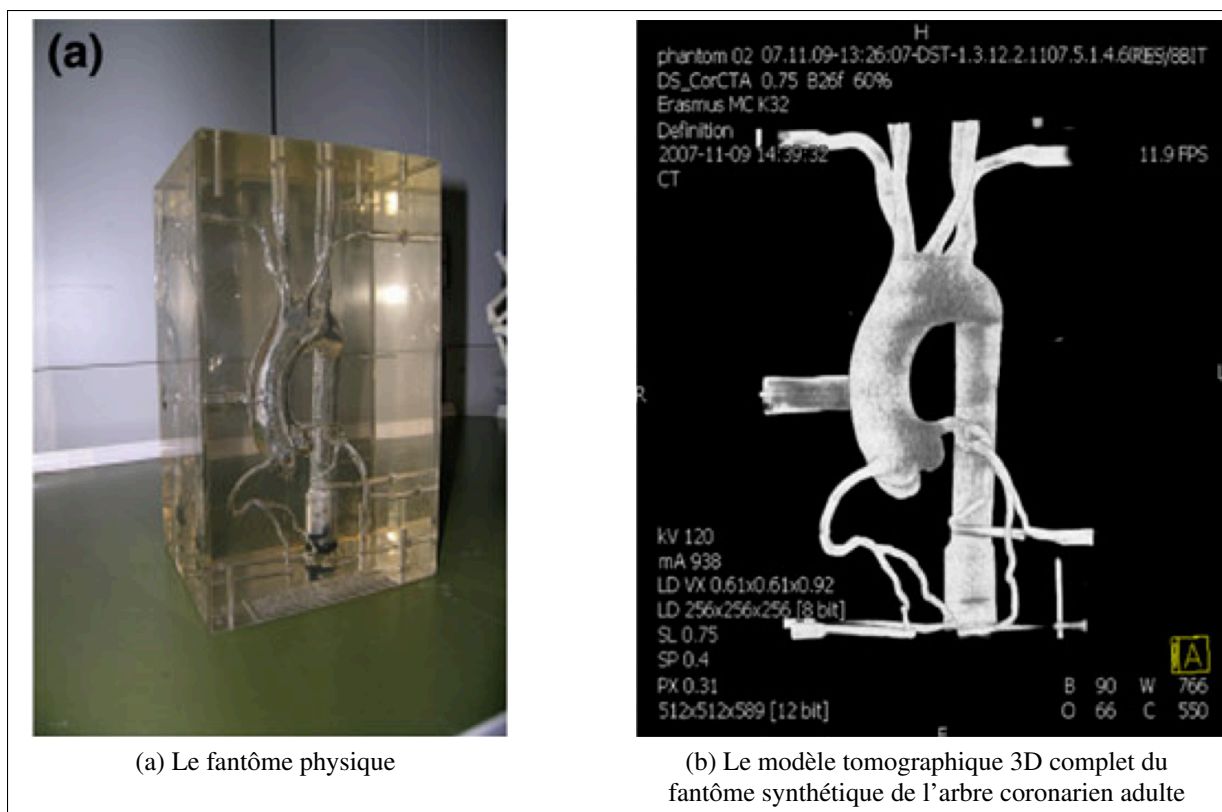 (a)
H
phantom 02 07.11.09-13:26:07-DST-1.3.12.2.1107.5.1.4.6
DS_CorCTA 0.75 B26f 60%
Erasmus MC K32
Definition
2007-11-09 14:39:32 11.9 FPS
CT
R
kV 120
mA 938
LD VX 0.61x0.61x0.92
LD 256x256x256 [8 bit]
SL 0.75
SP 0.4
A
PX 0.31 B 90 W 766
512x512x589 [12 bit] O 66 C 550
(a) Le fantôme physique
(b) Le modèle tomographique 3D complet du
fantôme synthétique de l'arbre coronarien adulte